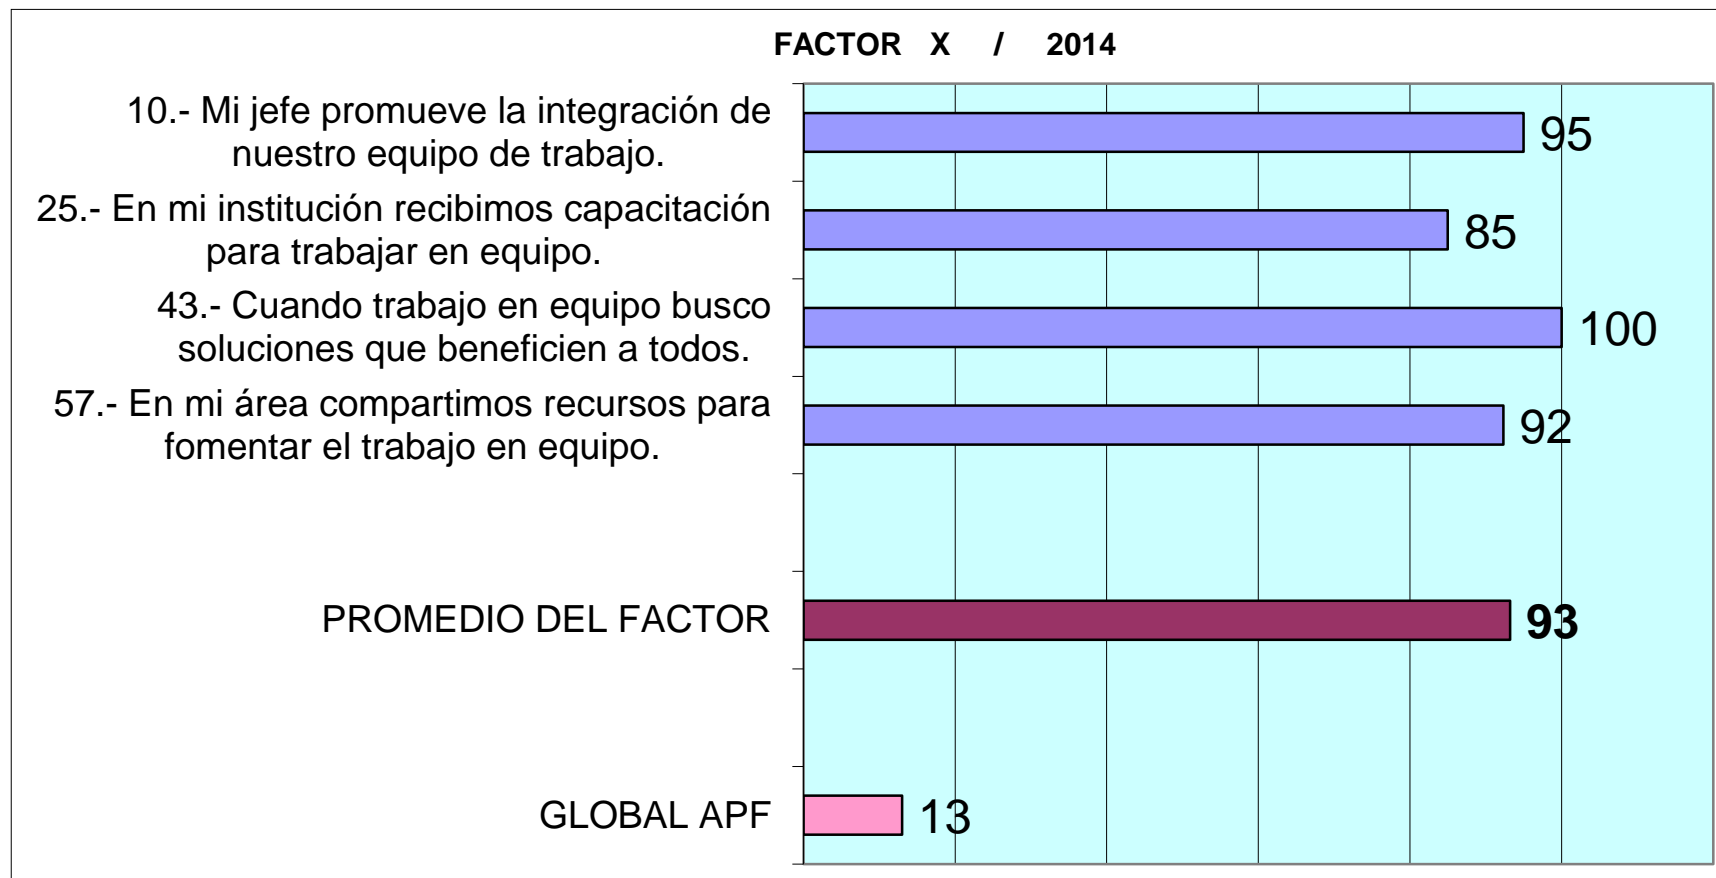 FACTOR X / 2014
10.- Mi jefe promueve la integración de
nuestro equipo de trabajo.
95
25.- En mi institución recibimos capacitación
para trabajar en equipo.
85
43.- Cuando trabajo en equipo busco
soluciones que beneficien a todos.
100
57.- En mi área compartimos recursos para
fomentar el trabajo en equipo.
92
PROMEDIO DEL FACTOR
93
GLOBAL APF
13